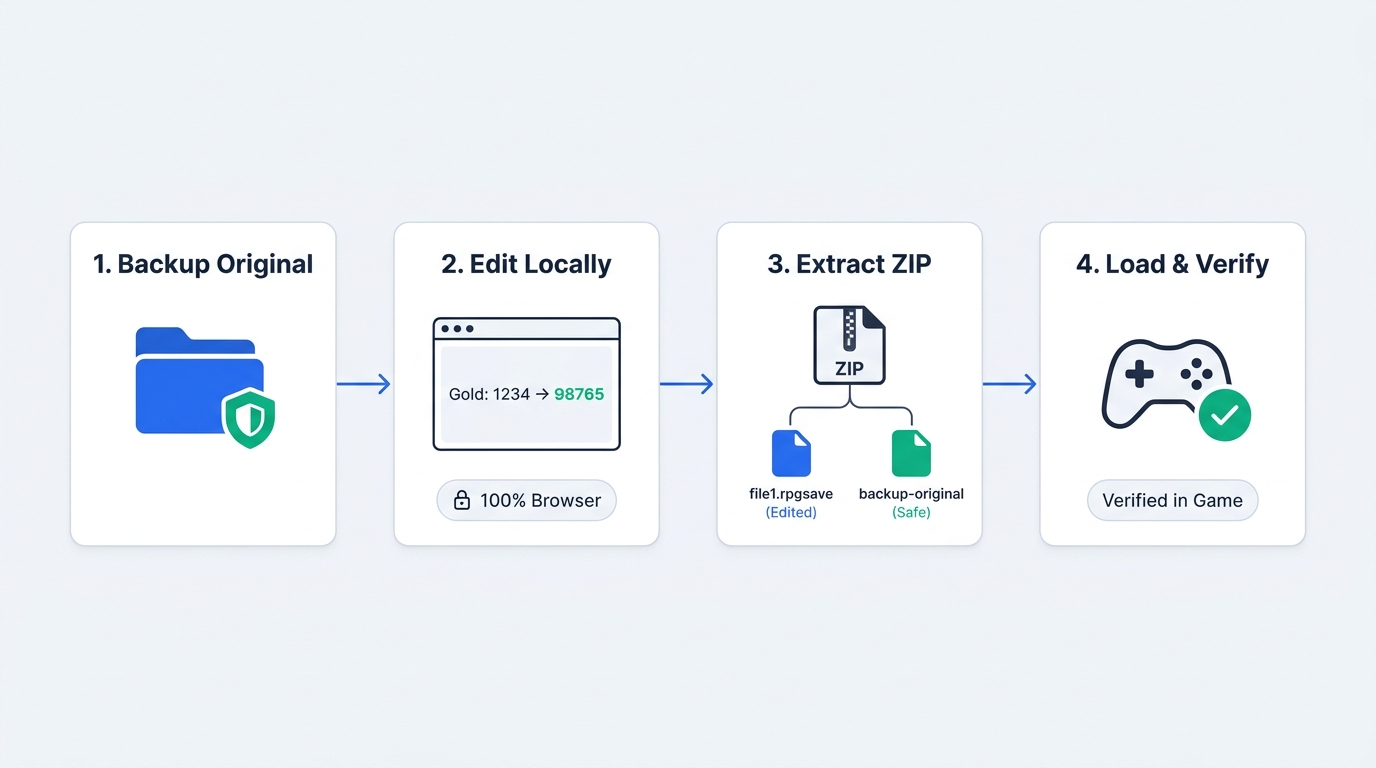 1. Backup Original
2. Edit Locally
Gold: 1234 → 98765
100% Browser
3. Extract ZIP
ZIP
file1.rpgsave
(Edited)
backup-original
(Safe)
4. Load & Verify
Verified in Game